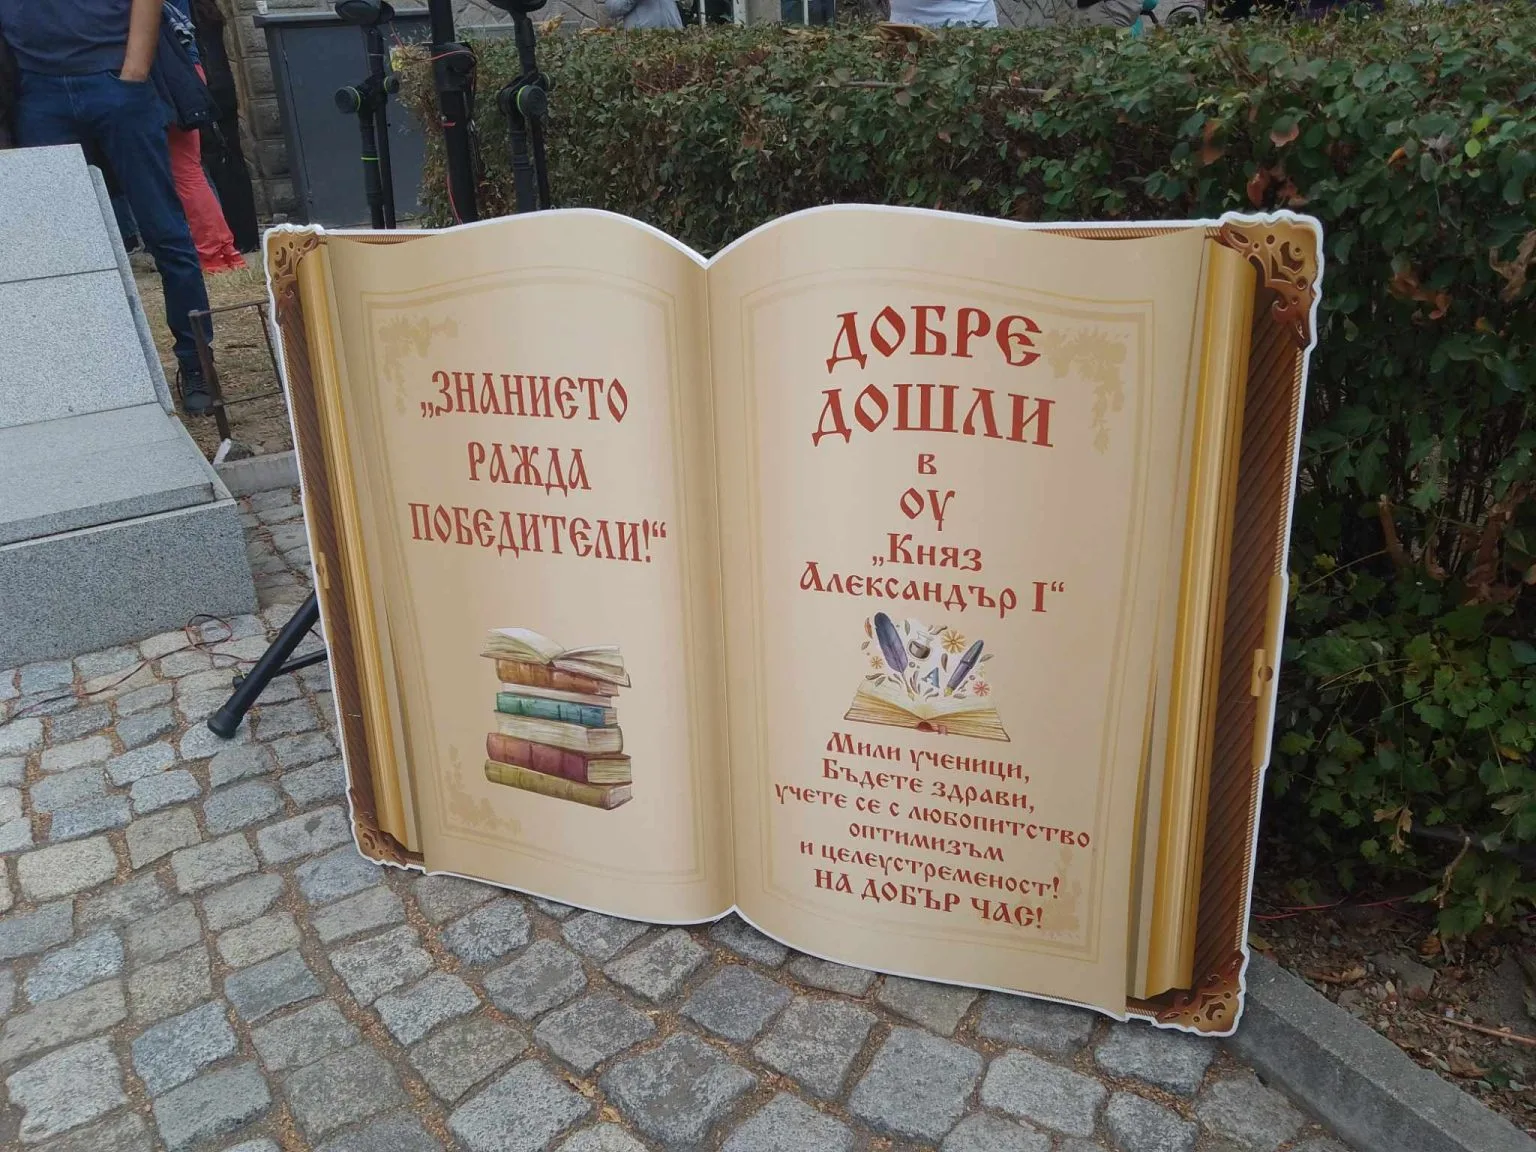 „ЗНАНИЕТО
РАЖДА
ПОБЕДИТЕЛИ!“
ДОБРЕ
ДОШЛИ
в
ОУ
„Княз
Александър I“
Мили ученици,
Бъдете здрави,
учете се с любопитство
оптимизъм
и целеустременост!
НА ДОБЪР ЧАС!